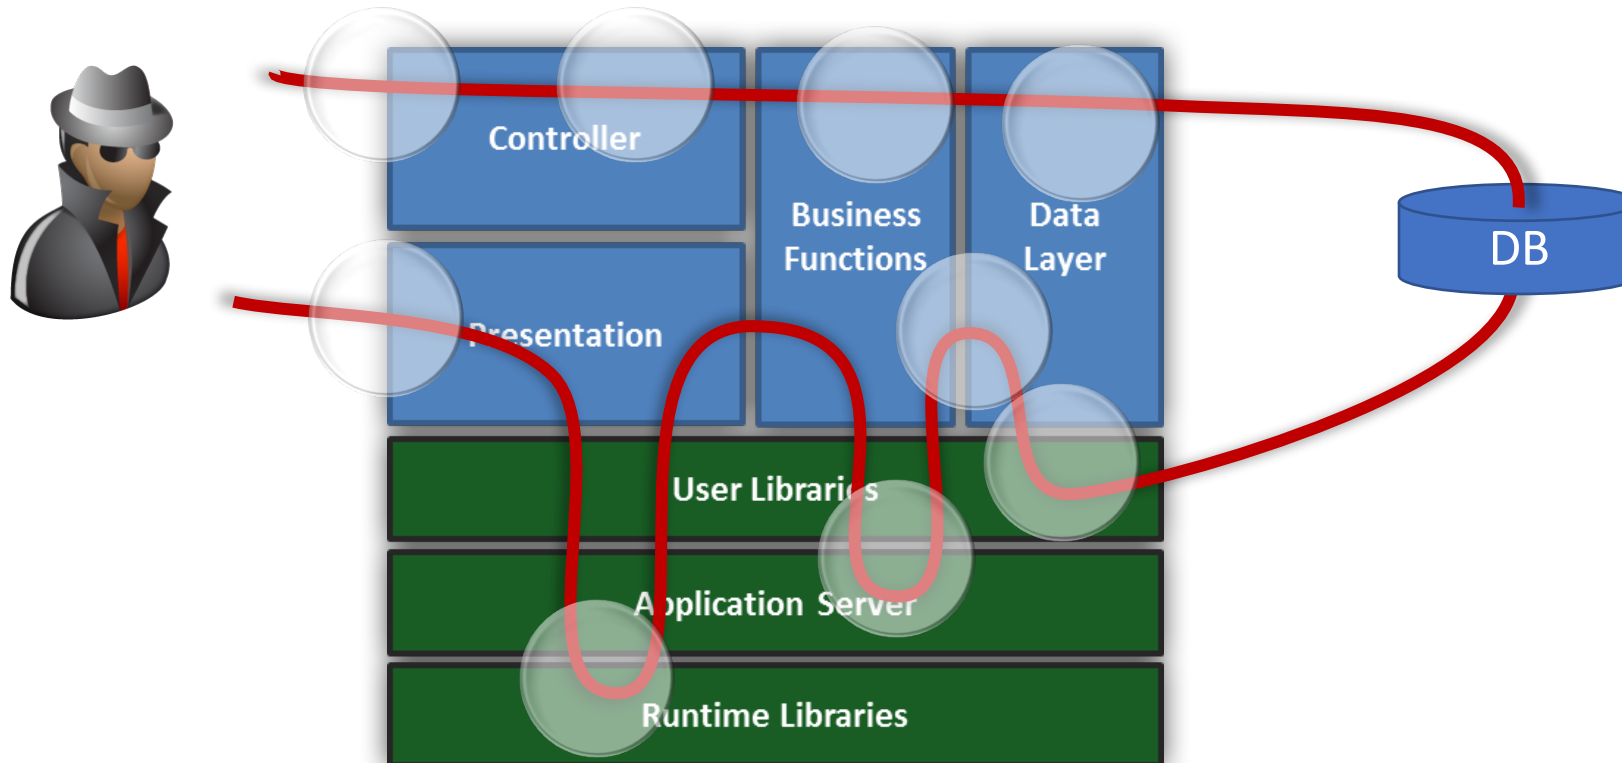 Controller
Business
Functions
Data
Layer
DB
Presentation
User Libraries
Application Server
Runtime Libraries